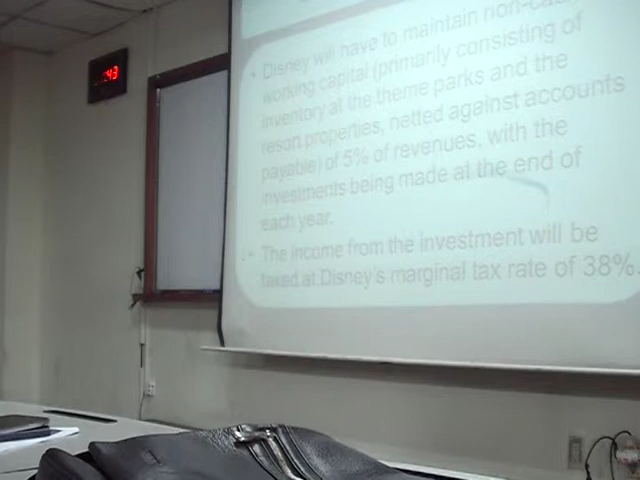 :43
• Disney will have to maintain non-cash
working capital (primarily consisting of
inventory at the theme parks and the
resort properties, netted against accounts
payable) of 5% of revenues, with the
investments being made at the end of
each year.
• The income from the investment will be
taxed at Disney's marginal tax rate of 38%.